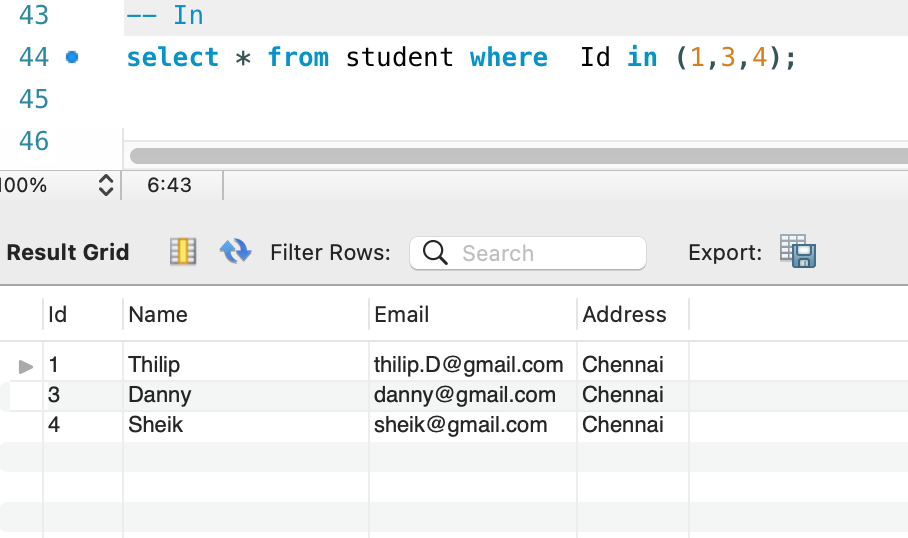 43 -- In
44 select * from student where  Id in (1,3,4);
45
46
100% 6:43
Result Grid Filter Rows: Search Export:
Id Name Email Address
1 Thilip thilip.D@gmail.com Chennai
3 Danny danny@gmail.com Chennai
4 Sheik sheik@gmail.com Chennai